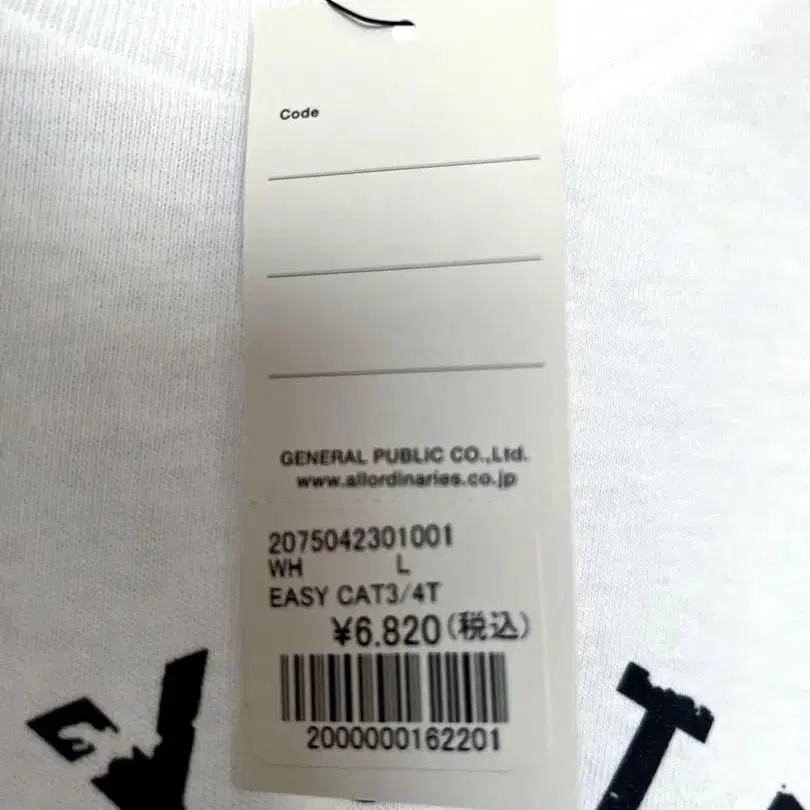 Code
GENERAL PUBLIC CO.,Ltd.
www.allordinaries.co.jp
2075042301001
WH L
EASY CAT3/4T
¥6.820(税込)
2000000162201